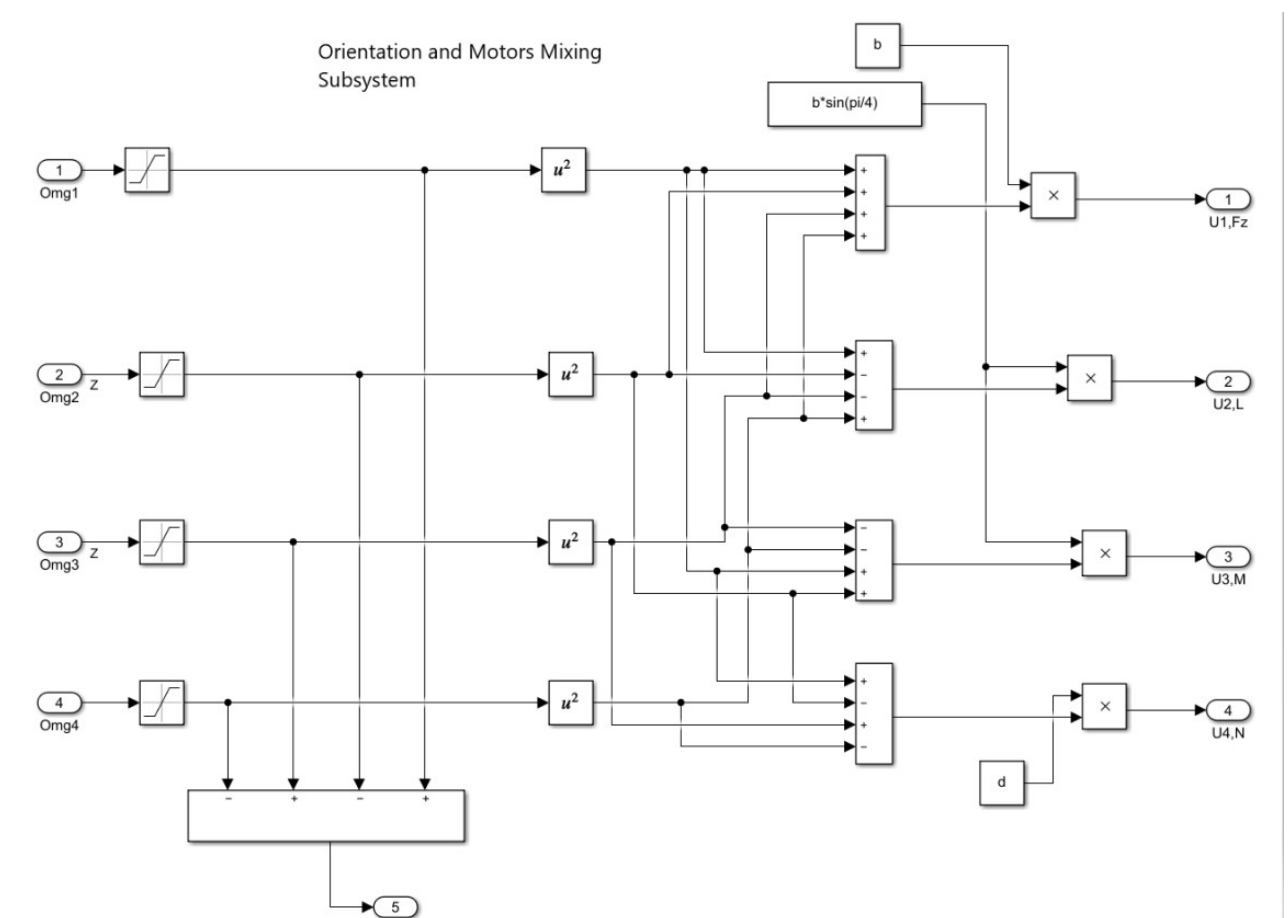 Orientation and Motors Mixing
Subsystem
b
b*sin(pi/4)
1
Omg1
u²
+
+
+
+
×
1
U1,Fz
2
Z
Omg2
u²
+
−
−
+
×
2
U2,L
3
Z
Omg3
u²
−
−
+
+
×
3
U3,M
4
Omg4
u²
+
−
+
−
×
4
U4,N
d
− + − +
5